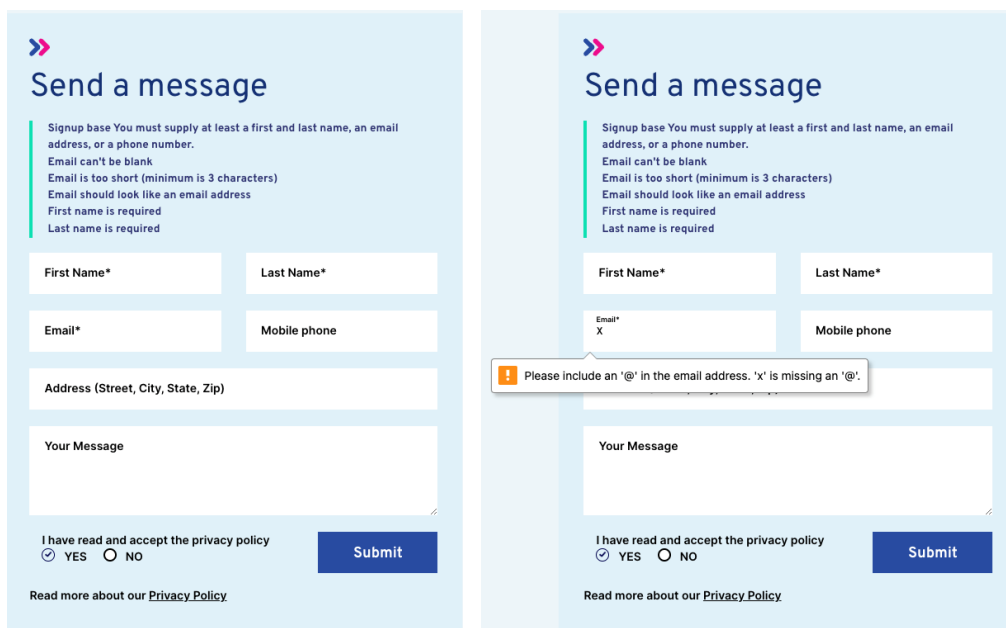 Send a message
Signup base You must supply at least a first and last name, an email
address, or a phone number.
Email can't be blank
Email is too short (minimum is 3 characters)
Email should look like an email address
First name is required
Last name is required
First Name*
Last Name*
Email*
Mobile phone
Address (Street, City, State, Zip)
Your Message
I have read and accept the privacy policy
YES NO
Submit
Read more about our Privacy Policy
Send a message
Signup base You must supply at least a first and last name, an email
address, or a phone number.
Email can't be blank
Email is too short (minimum is 3 characters)
Email should look like an email address
First name is required
Last name is required
First Name*
Last Name*
Email*
x
Mobile phone
Please include an '@' in the email address. 'x' is missing an '@'.
Your Message
I have read and accept the privacy policy
YES NO
Submit
Read more about our Privacy Policy